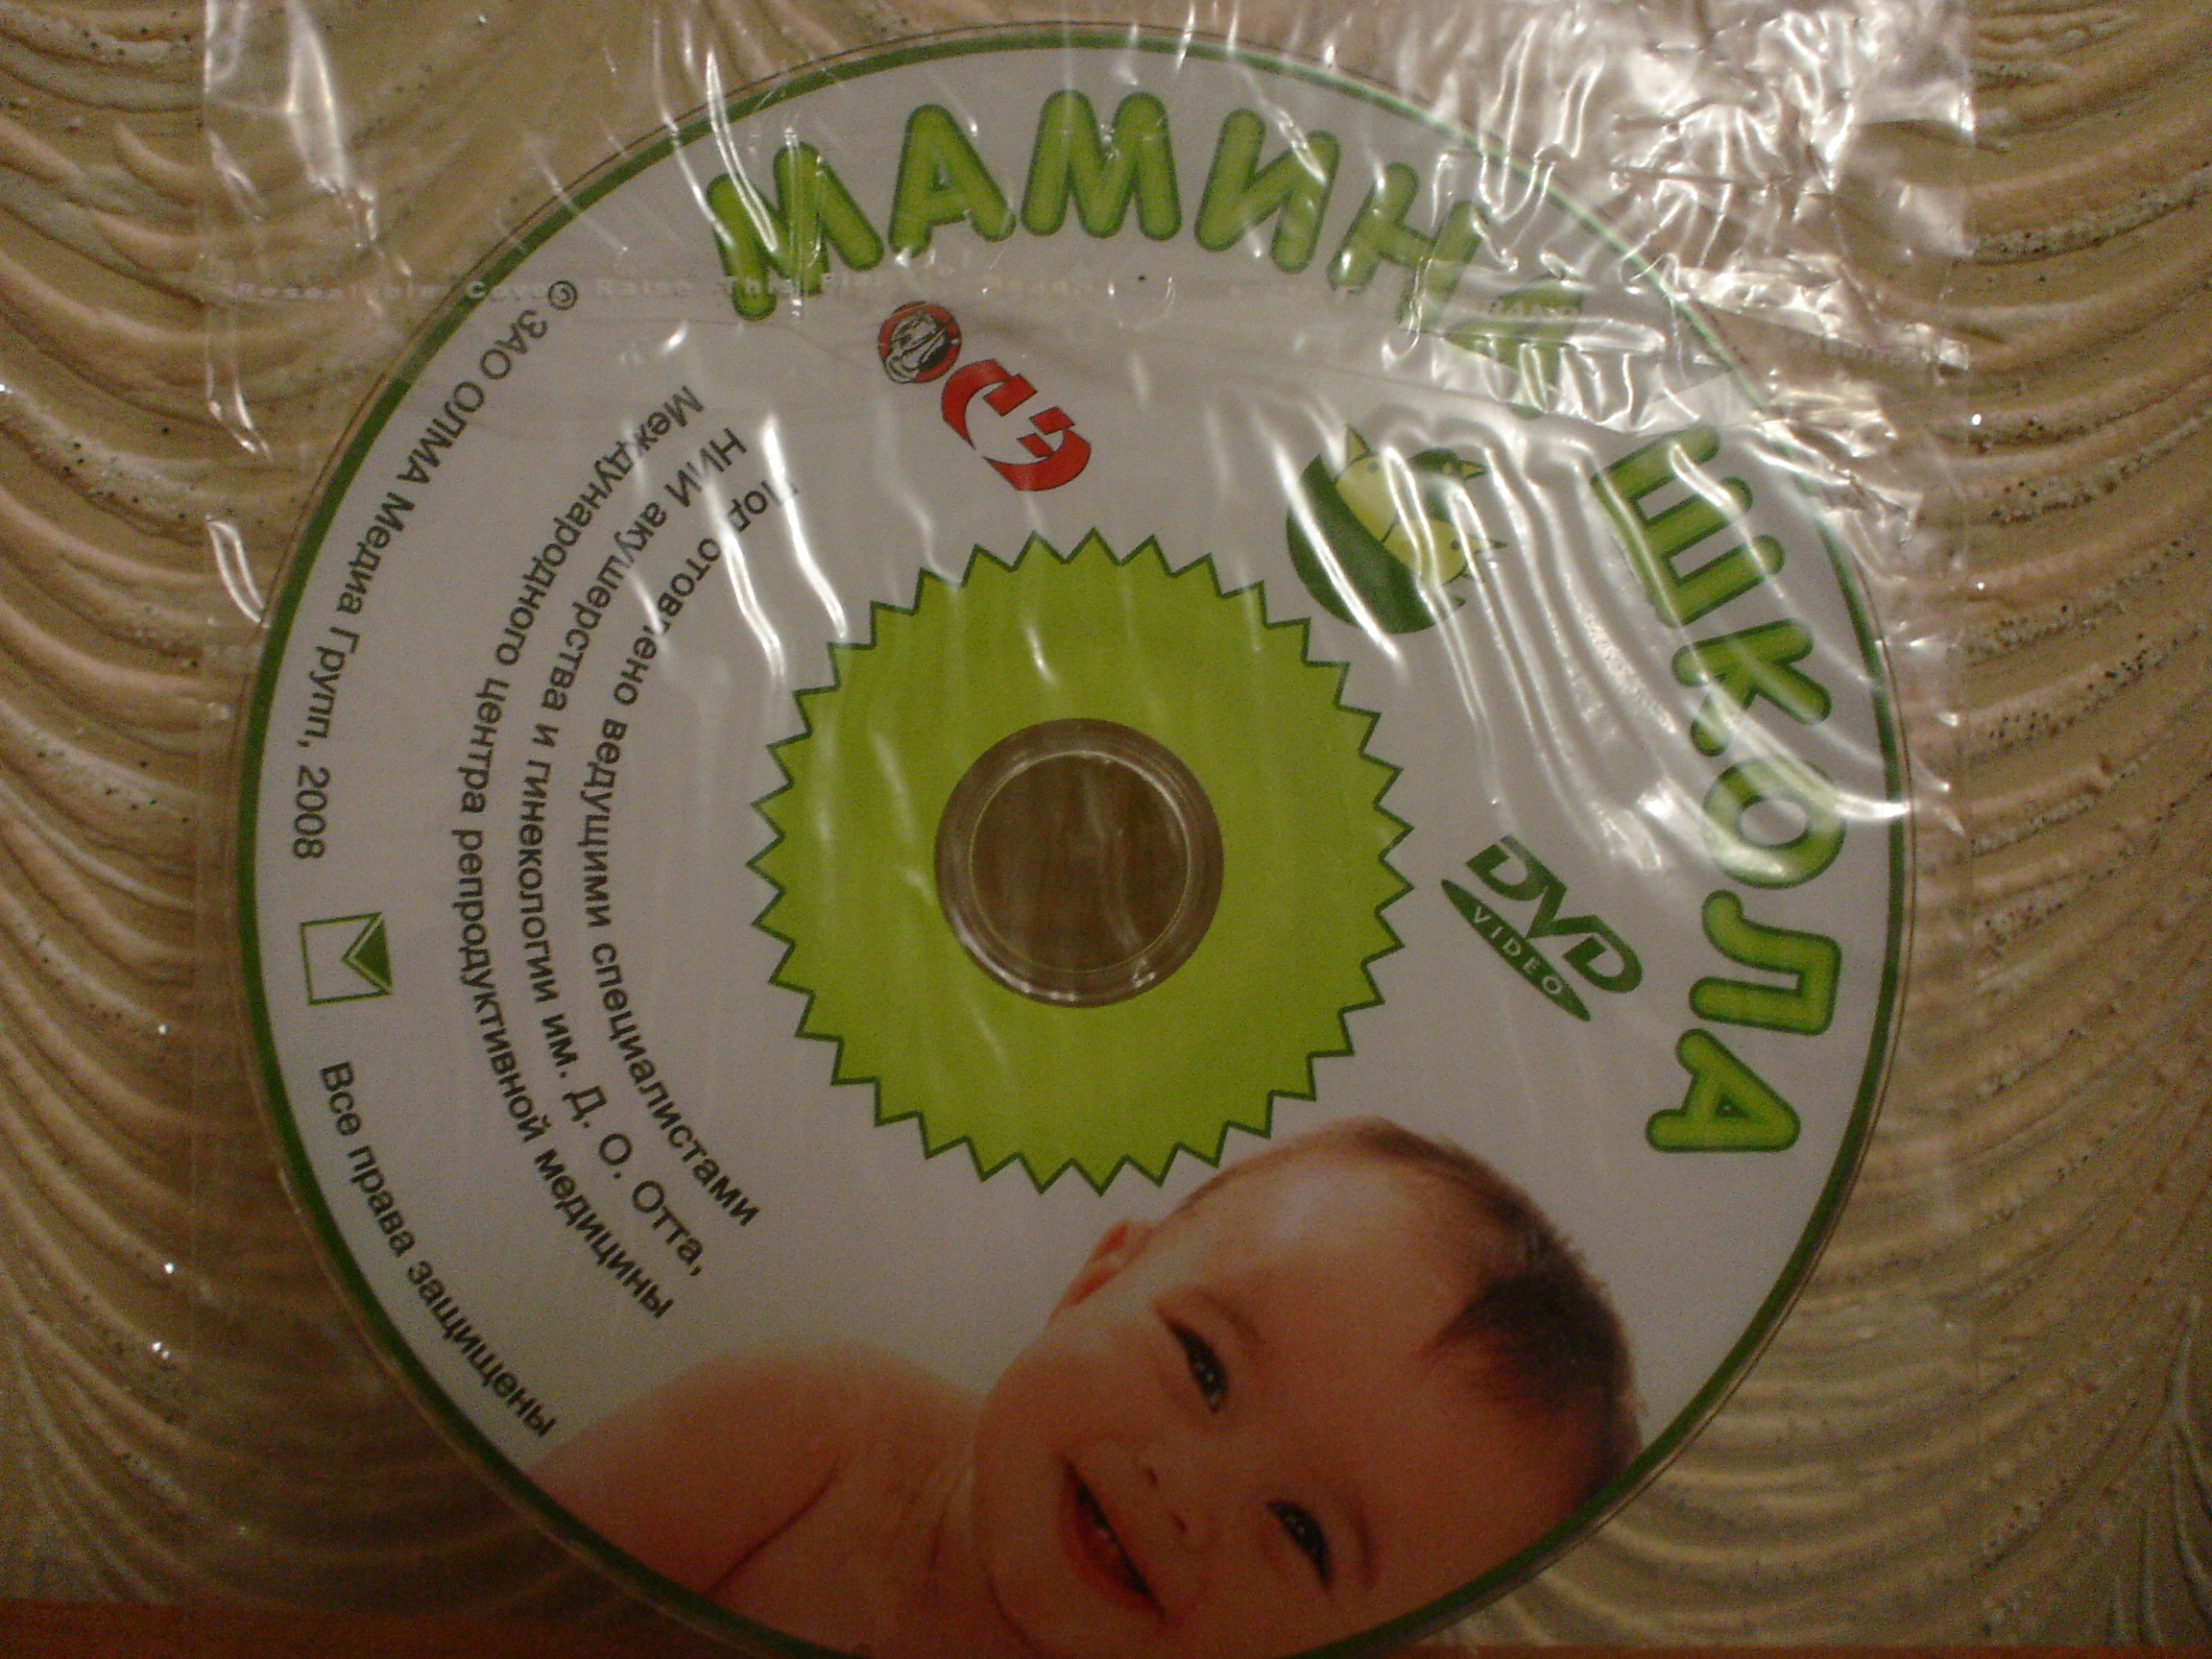 МАМИНА ШКОЛА
DVD
VIDEO
Подготовлено ведущими специалистами
НИИ акушерства и гинекологии им. Д. О. Отта,
Международного центра репродуктивной медицины
© ЗАО ОЛМА Медиа Групп, 2008
Все права защищены